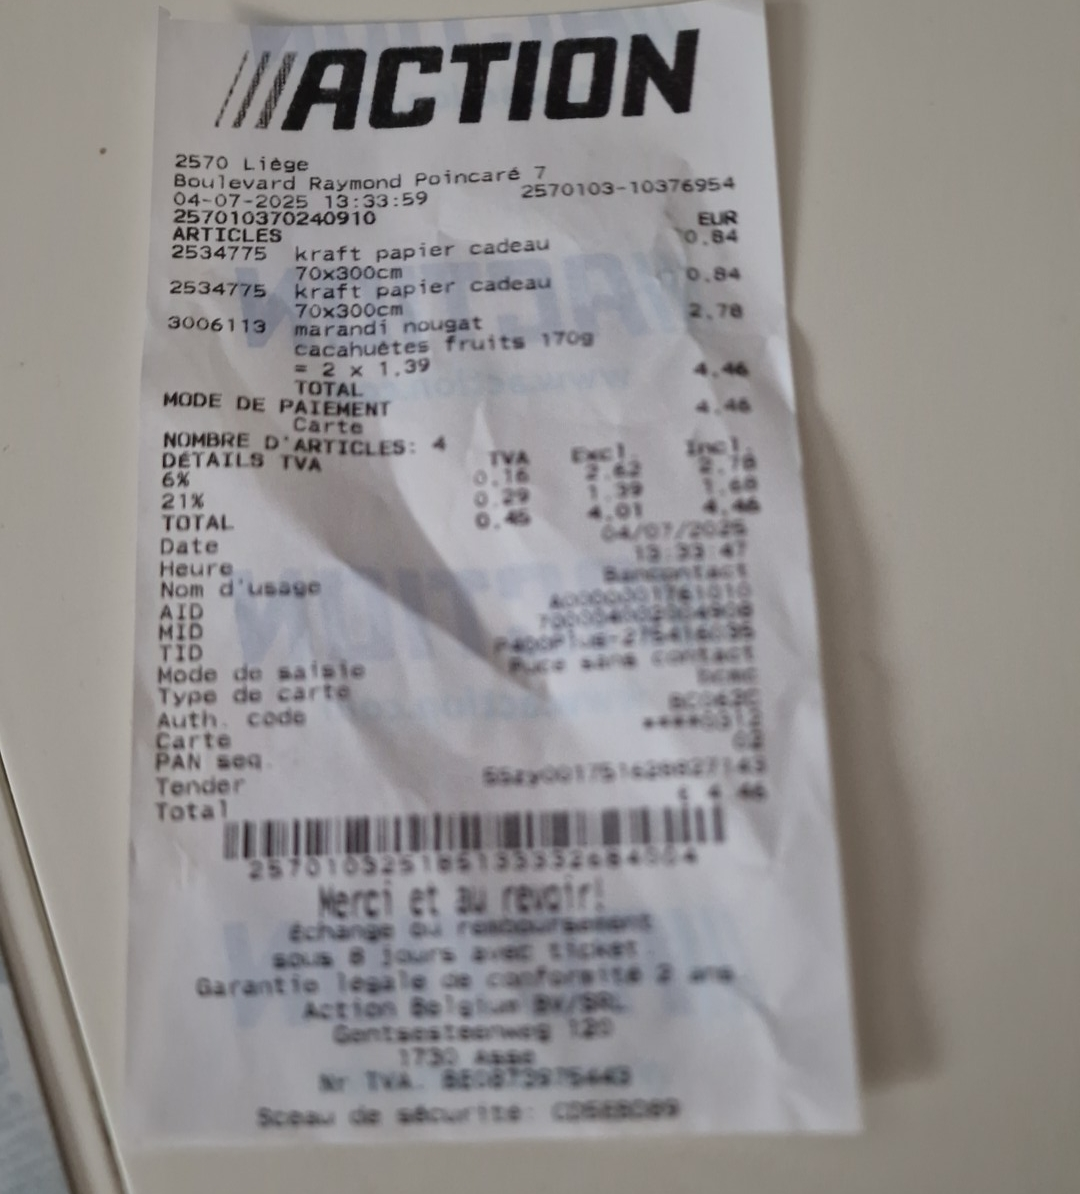 ACTION
2570 Liège
Boulevard Raymond Poincaré 7
04-07-2025 13:33:59 2570103-10376954
257010370240910
ARTICLES EUR
2534775 kraft papier cadeau 0.84
70x300cm
2534775 kraft papier cadeau 0.84
70x300cm
3006113 marandi nougat 2.78
cacahuètes fruits 170g
= 2 x 1.39
TOTAL 4.46
MODE DE PAIEMENT
Carte 4.46
NOMBRE D'ARTICLES: 4
DÉTAILS TVA TVA Excl. Incl.
6% 0.16 2.62 2.78
21% 0.29 1.39 1.68
TOTAL 0.45 4.01 4.46
Date 04/07/2025
Heure 13:33:47
Nom d'usage Bancontact
AID
MID
TID
Mode de saisie Puce sans contact
Type de carte
Auth. code
Carte
PAN seq. 02
Tender
Total € 4.46
Merci et au revoir!
Échange ou remboursement
sous 8 jours avec ticket.
Garantie légale de conformité 2 ans
Action Belgium BV/SRL
Gentsesteenweg 120
1730 Asse
Nr TVA.
Sceau de sécurité: